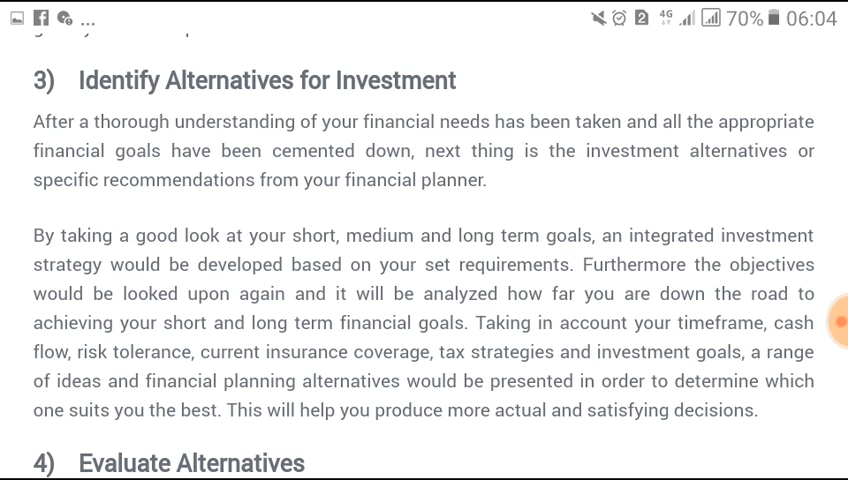 ...
4G
70%
06:04
3) Identify Alternatives for Investment
After a thorough understanding of your financial needs has been taken and all the appropriate
financial goals have been cemented down, next thing is the investment alternatives or
specific recommendations from your financial planner.
By taking a good look at your short, medium and long term goals, an integrated investment
strategy would be developed based on your set requirements. Furthermore the objectives
would be looked upon again and it will be analyzed how far you are down the road to
achieving your short and long term financial goals. Taking in account your timeframe, cash
flow, risk tolerance, current insurance coverage, tax strategies and investment goals, a range
of ideas and financial planning alternatives would be presented in order to determine which
one suits you the best. This will help you produce more actual and satisfying decisions.
4) Evaluate Alternatives